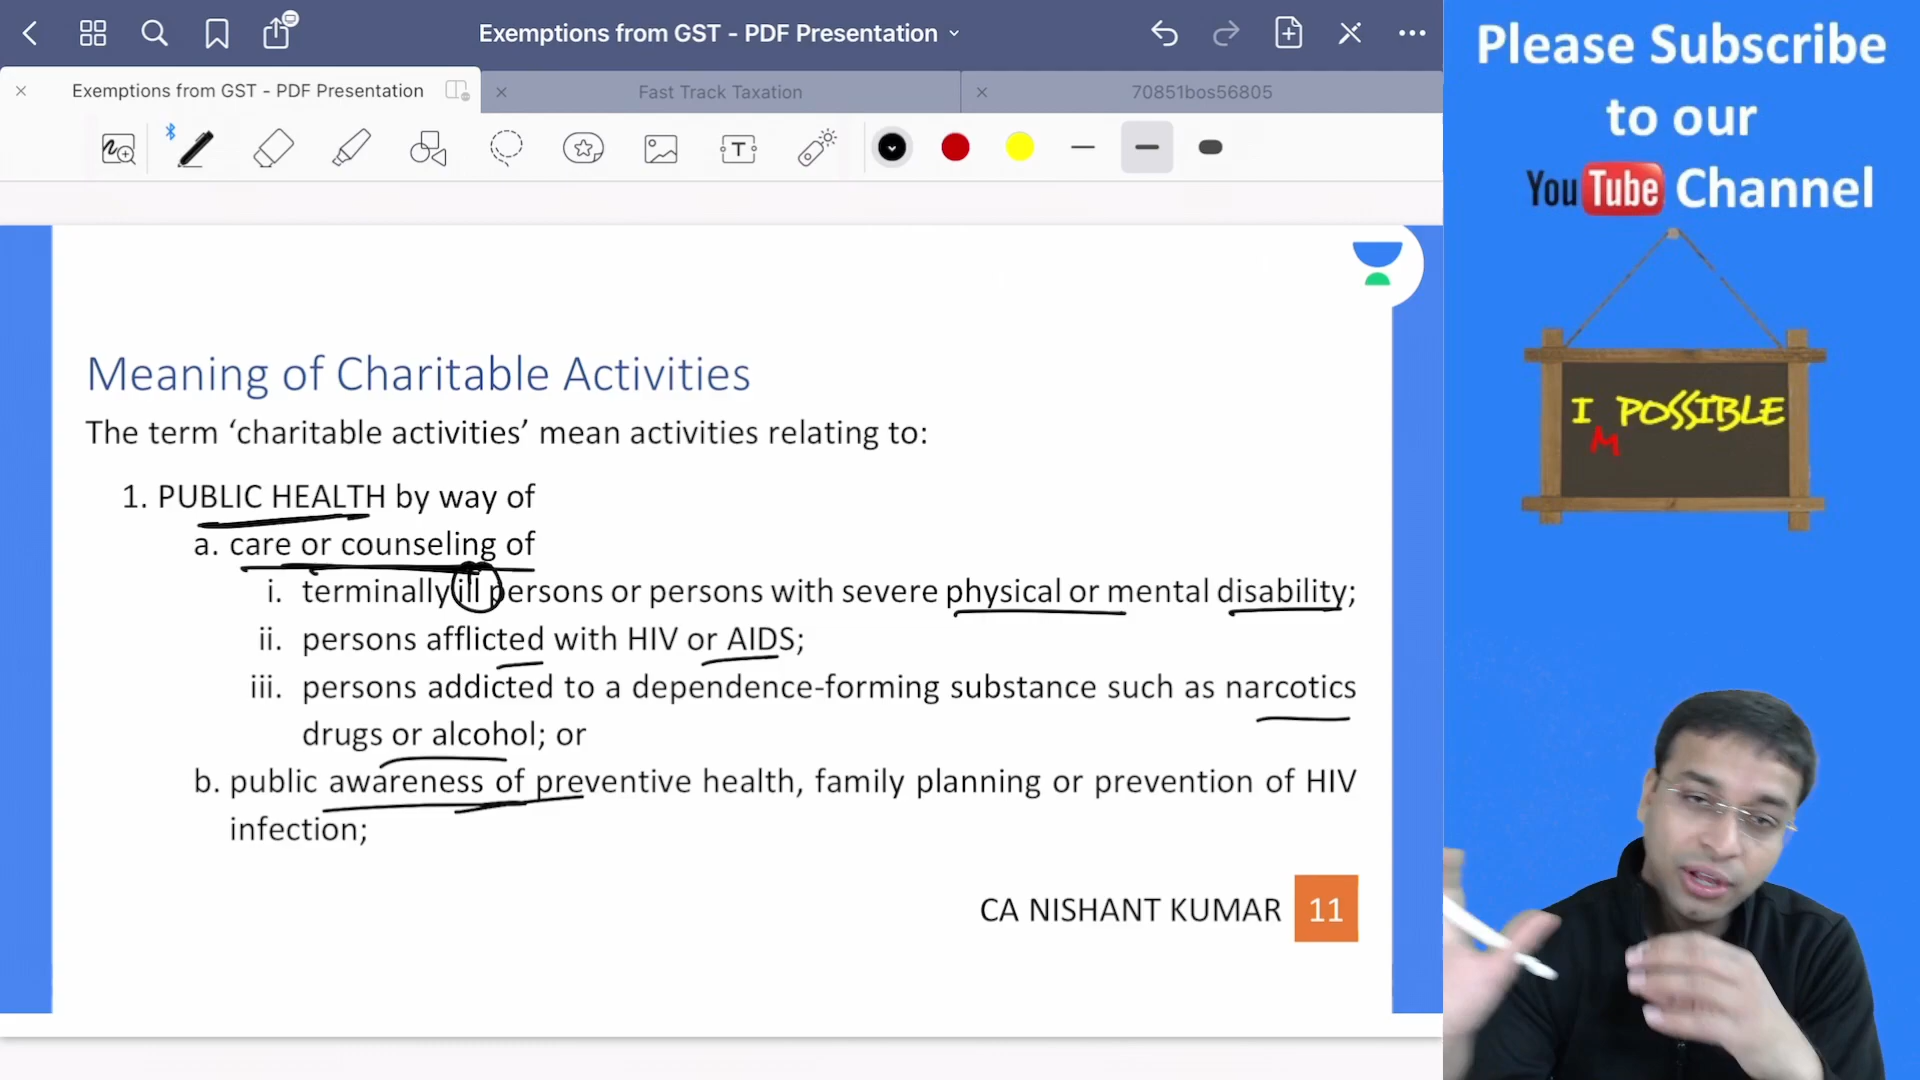 Exemptions from GST - PDF Presentation
Exemptions from GST - PDF Presentation
Fast Track Taxation
70851bos56805
T
Meaning of Charitable Activities
The term ‘charitable activities’ mean activities relating to:
1. PUBLIC HEALTH by way of
a. care or counseling of
i. terminally ill persons or persons with severe physical or mental disability;
ii. persons afflicted with HIV or AIDS;
iii. persons addicted to a dependence-forming substance such as narcotics
drugs or alcohol; or
b. public awareness of preventive health, family planning or prevention of HIV
infection;
CA NISHANT KUMAR 11
Please Subscribe
to our
YouTube Channel
I POSSIBLE
M